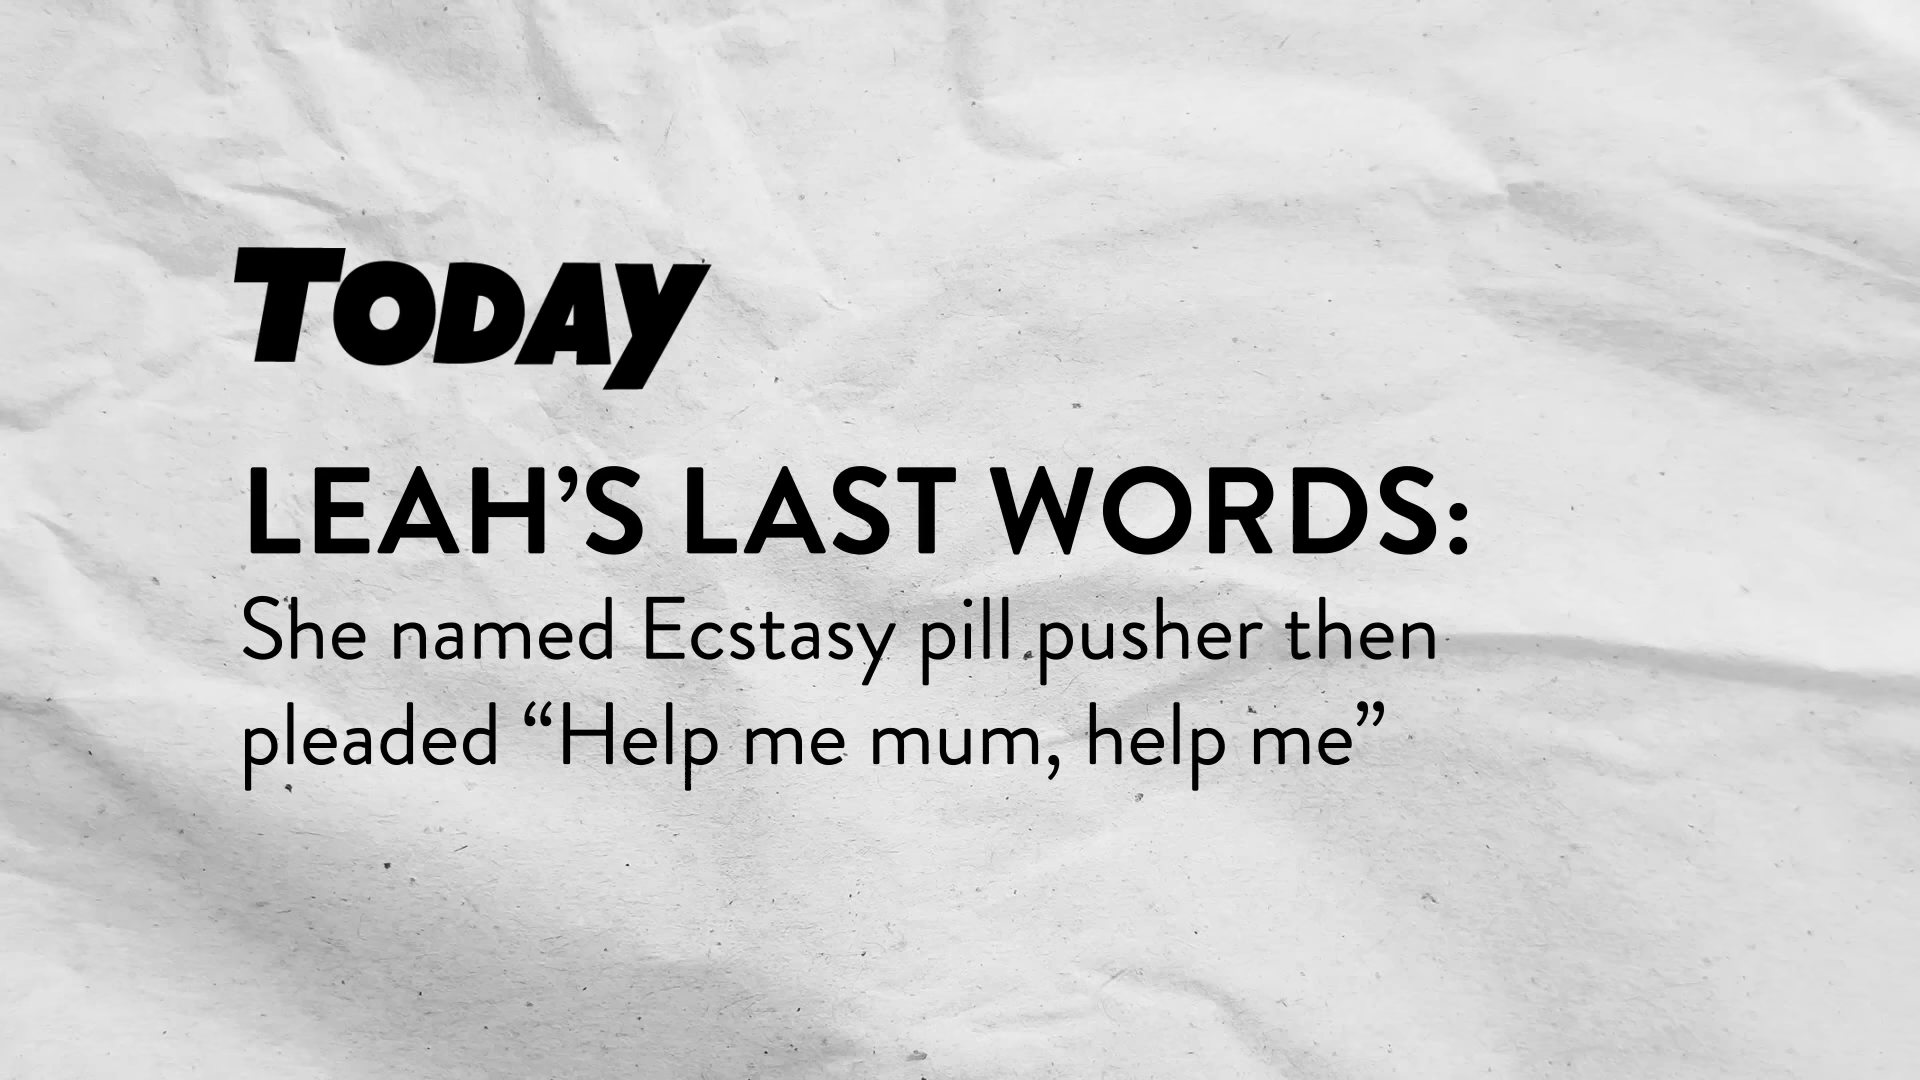 TODAY
LEAH’S LAST WORDS:
She named Ecstasy pill pusher then
pleaded “Help me mum, help me”